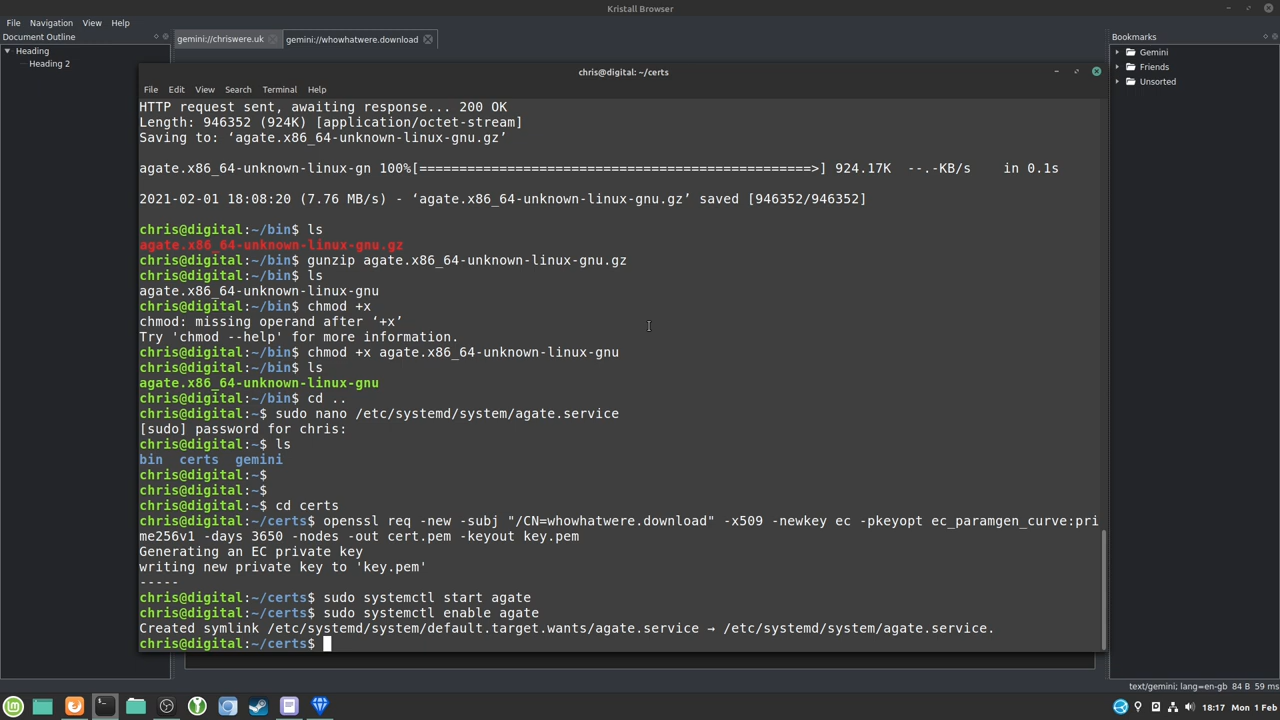 Kristall Browser
File Navigation View Help
Document Outline
Heading
Heading 2
gemini://chriswere.uk
gemini://whowhatwere.download
Bookmarks
Gemini
Friends
Unsorted
chris@digital: ~/certs
File Edit View Search Terminal Help
HTTP request sent, awaiting response... 200 OK
Length: 946352 (924K) [application/octet-stream]
Saving to: ‘agate.x86_64-unknown-linux-gnu.gz’
agate.x86_64-unknown-linux-gn 100%[===============================================>] 924.17K --.-KB/s in 0.1s
2021-02-01 18:08:20 (7.76 MB/s) - ‘agate.x86_64-unknown-linux-gnu.gz’ saved [946352/946352]
chris@digital:~/bin$ ls
agate.x86_64-unknown-linux-gnu.gz
chris@digital:~/bin$ gunzip agate.x86_64-unknown-linux-gnu.gz
chris@digital:~/bin$ ls
agate.x86_64-unknown-linux-gnu
chris@digital:~/bin$ chmod +x
chmod: missing operand after ‘+x’
Try 'chmod --help' for more information.
chris@digital:~/bin$ chmod +x agate.x86_64-unknown-linux-gnu
chris@digital:~/bin$ ls
agate.x86_64-unknown-linux-gnu
chris@digital:~/bin$ cd ..
chris@digital:~$ sudo nano /etc/systemd/system/agate.service
[sudo] password for chris:
chris@digital:~$ ls
bin certs gemini
chris@digital:~$
chris@digital:~$
chris@digital:~$ cd certs
chris@digital:~/certs$ openssl req -new -subj "/CN=whowhatwere.download" -x509 -newkey ec -pkeyopt ec_paramgen_curve:pri
me256v1 -days 3650 -nodes -out cert.pem -keyout key.pem
Generating an EC private key
writing new private key to 'key.pem'
-----
chris@digital:~/certs$ sudo systemctl start agate
chris@digital:~/certs$ sudo systemctl enable agate
Created symlink /etc/systemd/system/default.target.wants/agate.service → /etc/systemd/system/agate.service.
chris@digital:~/certs$
text/gemini; lang=en-gb 84 B 59 ms
18:17 Mon 1 Feb